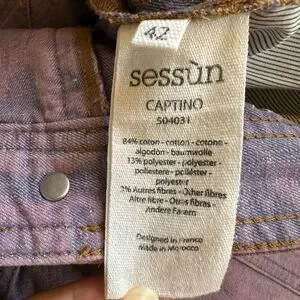 42
sessùn
CAPTINO
504031
84% coton - cotton - cotone -
algodón - baumwolle
13% polyester - polyester -
poliestere - poliéster -
polyester
3% Autres fibres - Other fibres
Altre fibre - Otras fibras -
Andere Fasern
Designed in France
made in Morocco